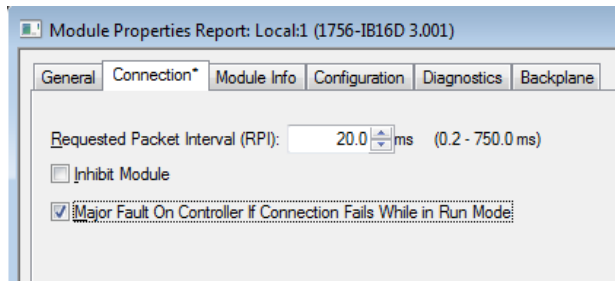 Module Properties Report: Local:1 (1756-IB16D 3.001)
General Connection* Module Info Configuration Diagnostics Backplane
Requested Packet Interval (RPI): 20.0 ms (0.2 - 750.0 ms)
Inhibit Module
Major Fault On Controller If Connection Fails While in Run Mode